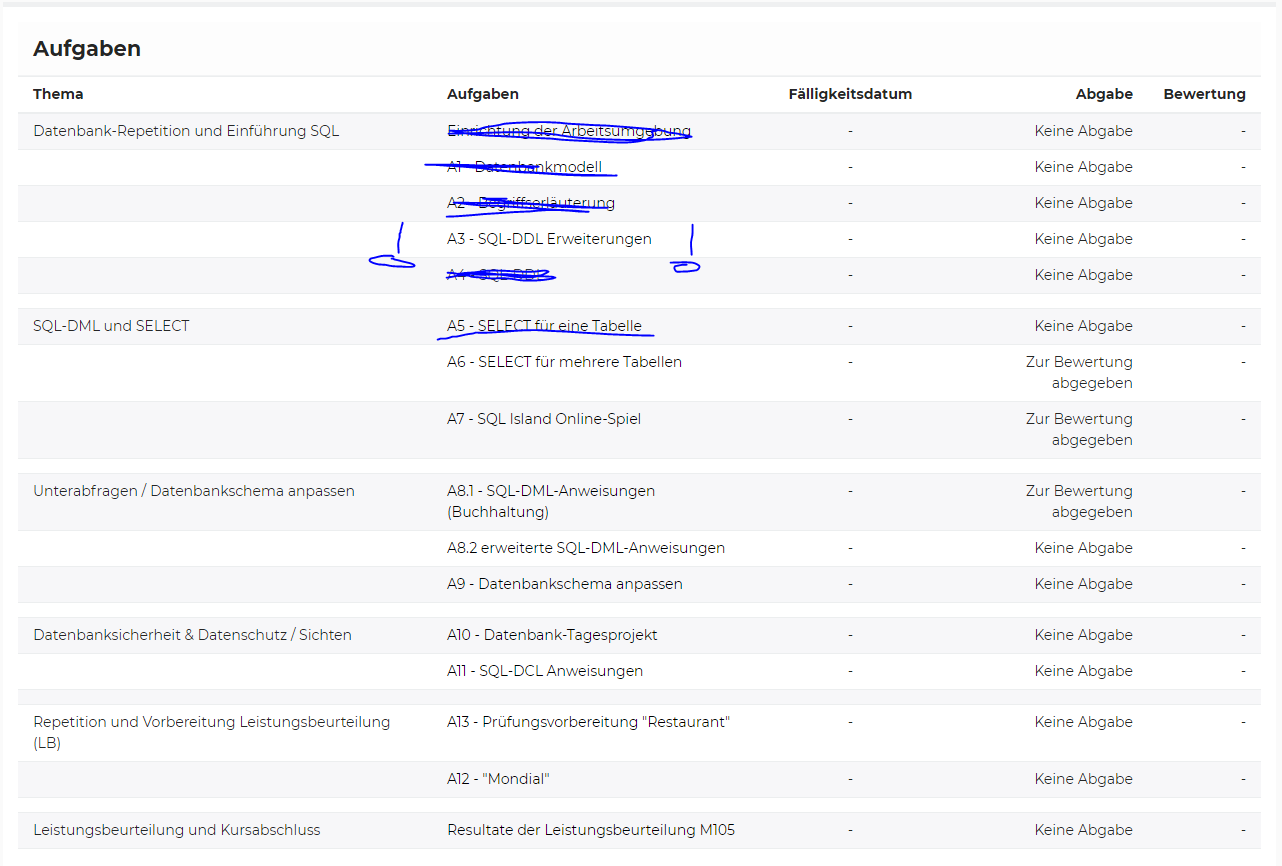 Aufgaben
Thema Aufgaben Fälligkeitsdatum Abgabe Bewertung
Datenbank-Repetition und Einführung SQL Einrichtung der Arbeitsumgebung - Keine Abgabe -
A1 - Datenbankmodell - Keine Abgabe -
A2 - Begriffserläuterung - Keine Abgabe -
! A3 - SQL-DDL Erweiterungen ! - Keine Abgabe -
A4 - SQL-DDL - Keine Abgabe -
SQL-DML und SELECT A5 - SELECT für eine Tabelle - Keine Abgabe -
A6 - SELECT für mehrere Tabellen - Zur Bewertung -
abgegeben
A7 - SQL Island Online-Spiel - Zur Bewertung -
abgegeben
Unterabfragen / Datenbankschema anpassen A8.1 - SQL-DML-Anweisungen - Zur Bewertung -
(Buchhaltung) abgegeben
A8.2 erweiterte SQL-DML-Anweisungen - Keine Abgabe -
A9 - Datenbankschema anpassen - Keine Abgabe -
Datenbanksicherheit & Datenschutz / Sichten A10 - Datenbank-Tagesprojekt - Keine Abgabe -
A11 - SQL-DCL Anweisungen - Keine Abgabe -
Repetition und Vorbereitung Leistungsbeurteilung A13 - Prüfungsvorbereitung "Restaurant" - Keine Abgabe -
(LB)
A12 - "Mondial" - Keine Abgabe -
Leistungsbeurteilung und Kursabschluss Resultate der Leistungsbeurteilung M105 - Keine Abgabe -